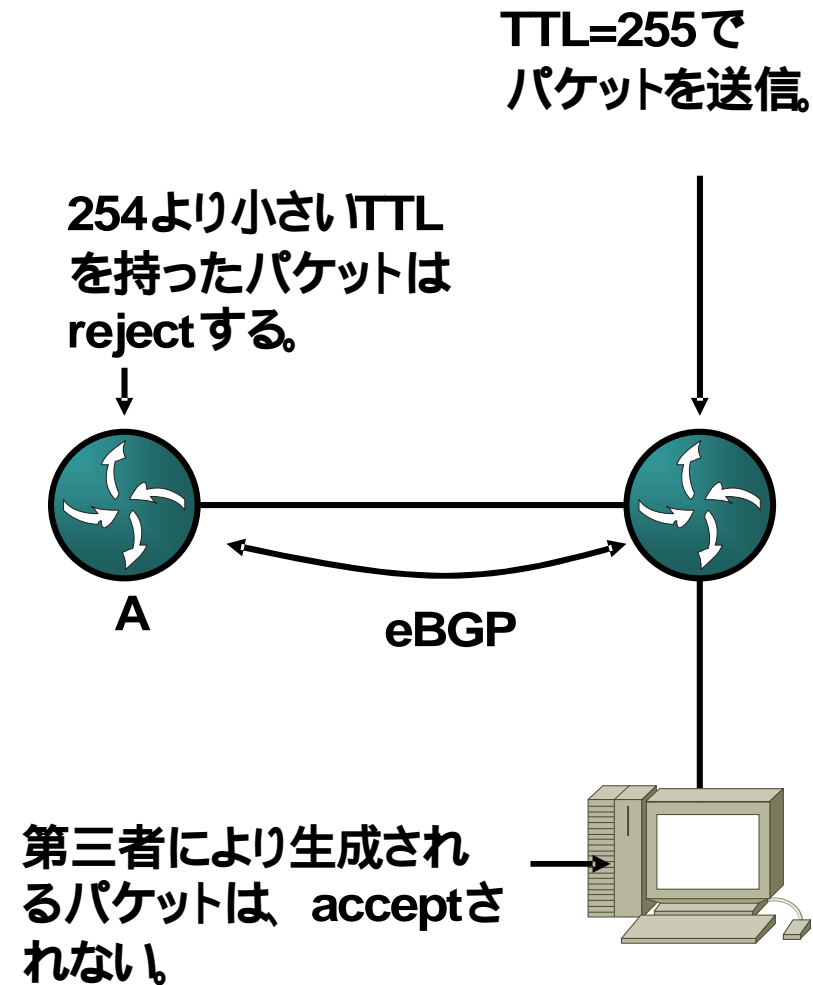 TTL=255で
パケットを送信。
254より小さいTTL
を持ったパケットは
rejectする。
A
eBGP
第三者により生成され
るパケットは、acceptさ
れない。